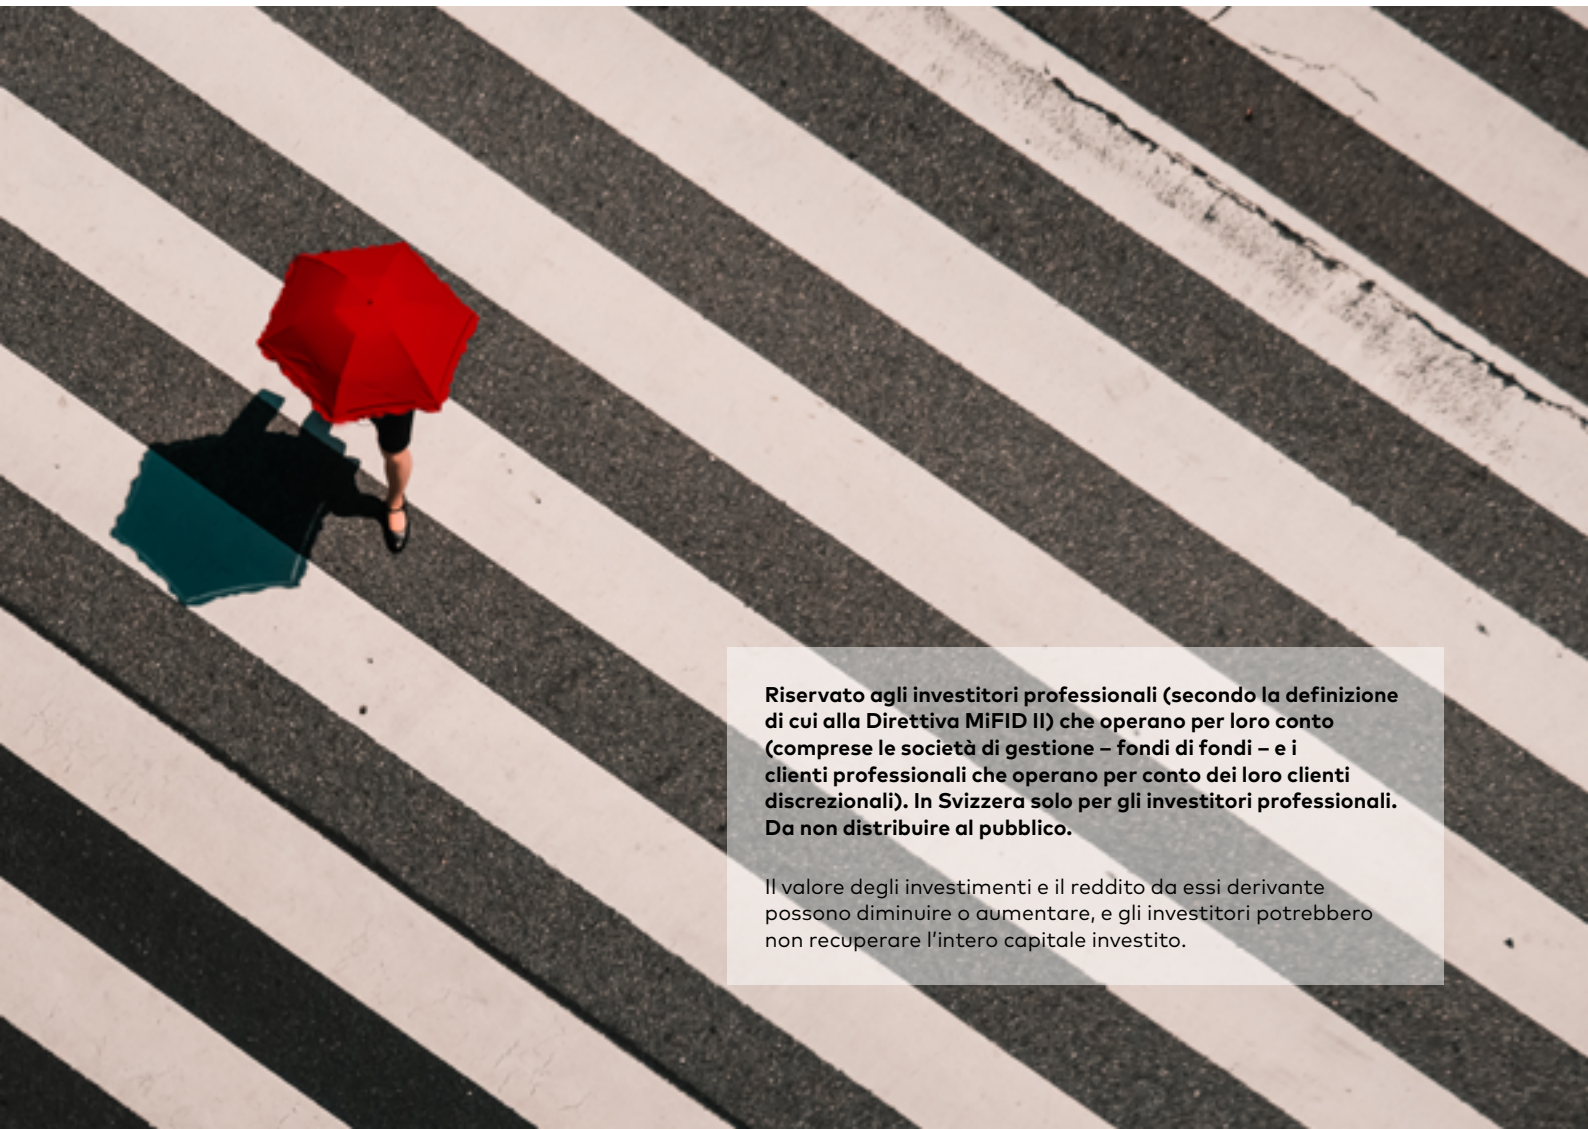 Riservato agli investitori professionali (secondo la definizione
di cui alla Direttiva MiFID II) che operano per loro conto
(comprese le società di gestione – fondi di fondi – e i
clienti professionali che operano per conto dei loro clienti
discrezionali). In Svizzera solo per gli investitori professionali.
Da non distribuire al pubblico.
Il valore degli investimenti e il reddito da essi derivante
possono diminuire o aumentare, e gli investitori potrebbero
non recuperare l’intero capitale investito.